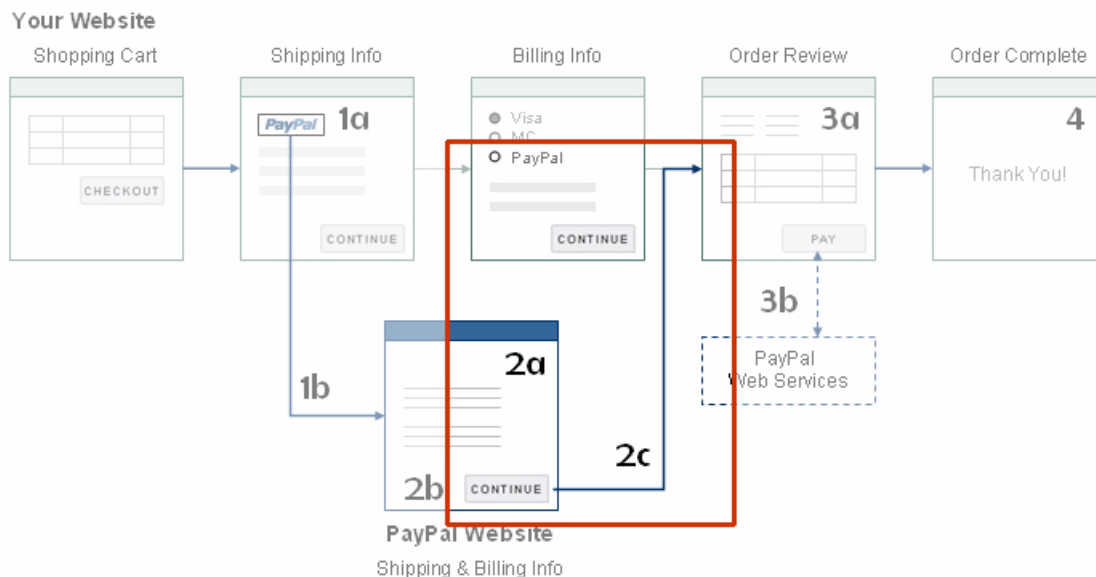 Your Website
Shopping Cart
Shipping Info
Billing Info
Order Review
Order Complete
PayPal
1a
Visa
MC
PayPal
3a
4
CHECKOUT
Thank You!
CONTINUE
CONTINUE
PAY
1b
2a
3b
PayPal
Web Services
2b
CONTINUE
2c
PayPal Website
Shipping & Billing Info